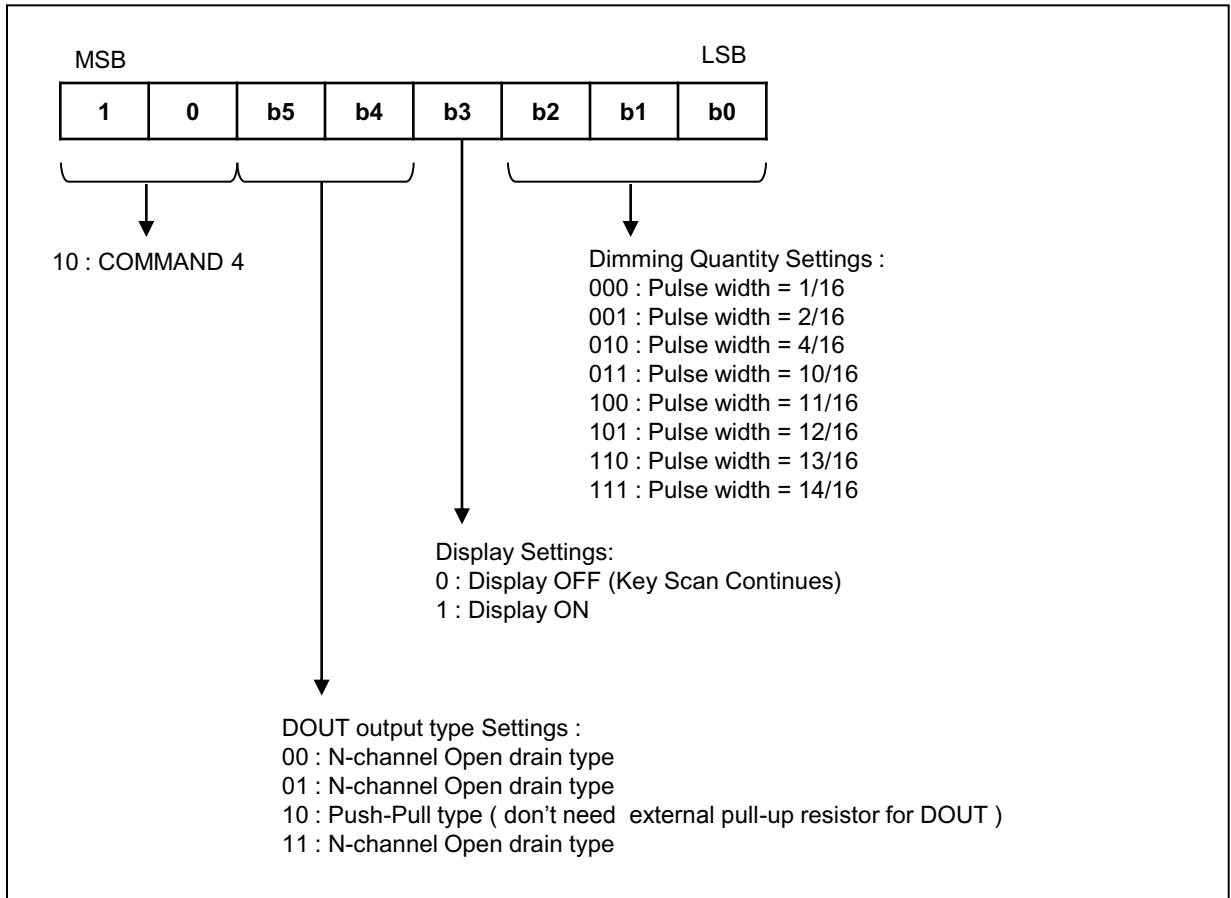 MSB LSB
1 0 b5 b4 b3 b2 b1 b0
10 : COMMAND 4
Dimming Quantity Settings :
000 : Pulse width = 1/16
001 : Pulse width = 2/16
010 : Pulse width = 4/16
011 : Pulse width = 10/16
100 : Pulse width = 11/16
101 : Pulse width = 12/16
110 : Pulse width = 13/16
111 : Pulse width = 14/16
Display Settings:
0 : Display OFF (Key Scan Continues)
1 : Display ON
DOUT output type Settings :
00 : N-channel Open drain type
01 : N-channel Open drain type
10 : Push-Pull type ( don't need external pull-up resistor for DOUT )
11 : N-channel Open drain type